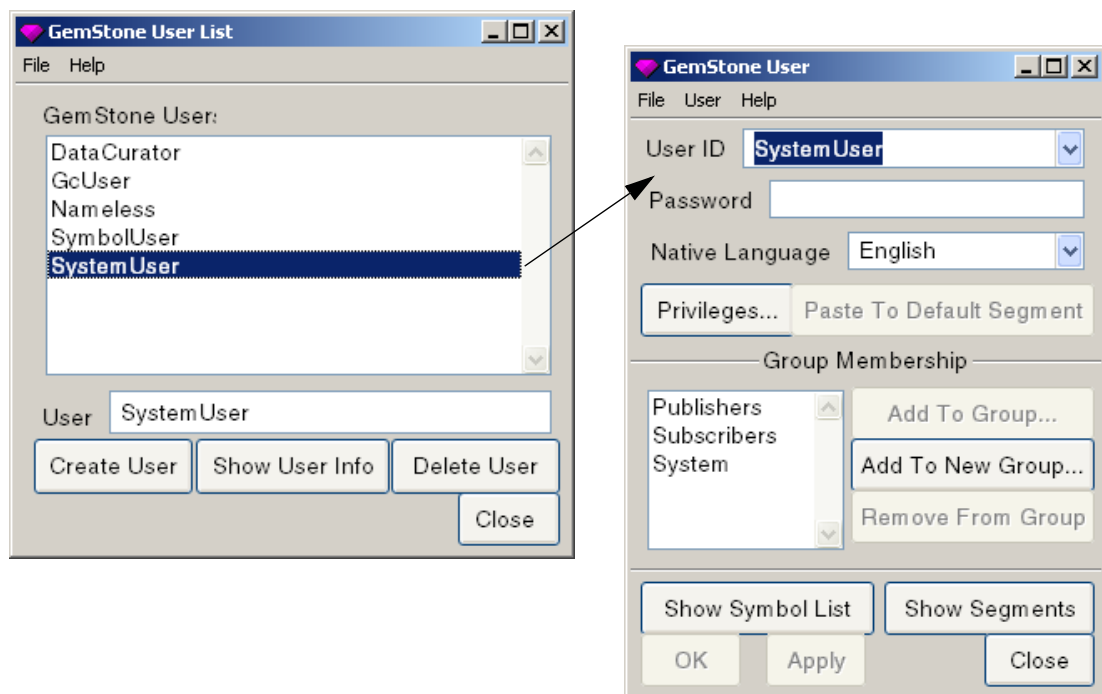 GemStone User List
File Help
GemStone User:
DataCurator
GcUser
Nameless
SymbolUser
SystemUser
User SystemUser
Create User Show User Info Delete User
Close
GemStone User
File User Help
User ID SystemUser
Password
Native Language English
Privileges... Paste To Default Segment
Group Membership
Publishers
Subscribers
System
Add To Group...
Add To New Group...
Remove From Group
Show Symbol List Show Segments
OK Apply Close